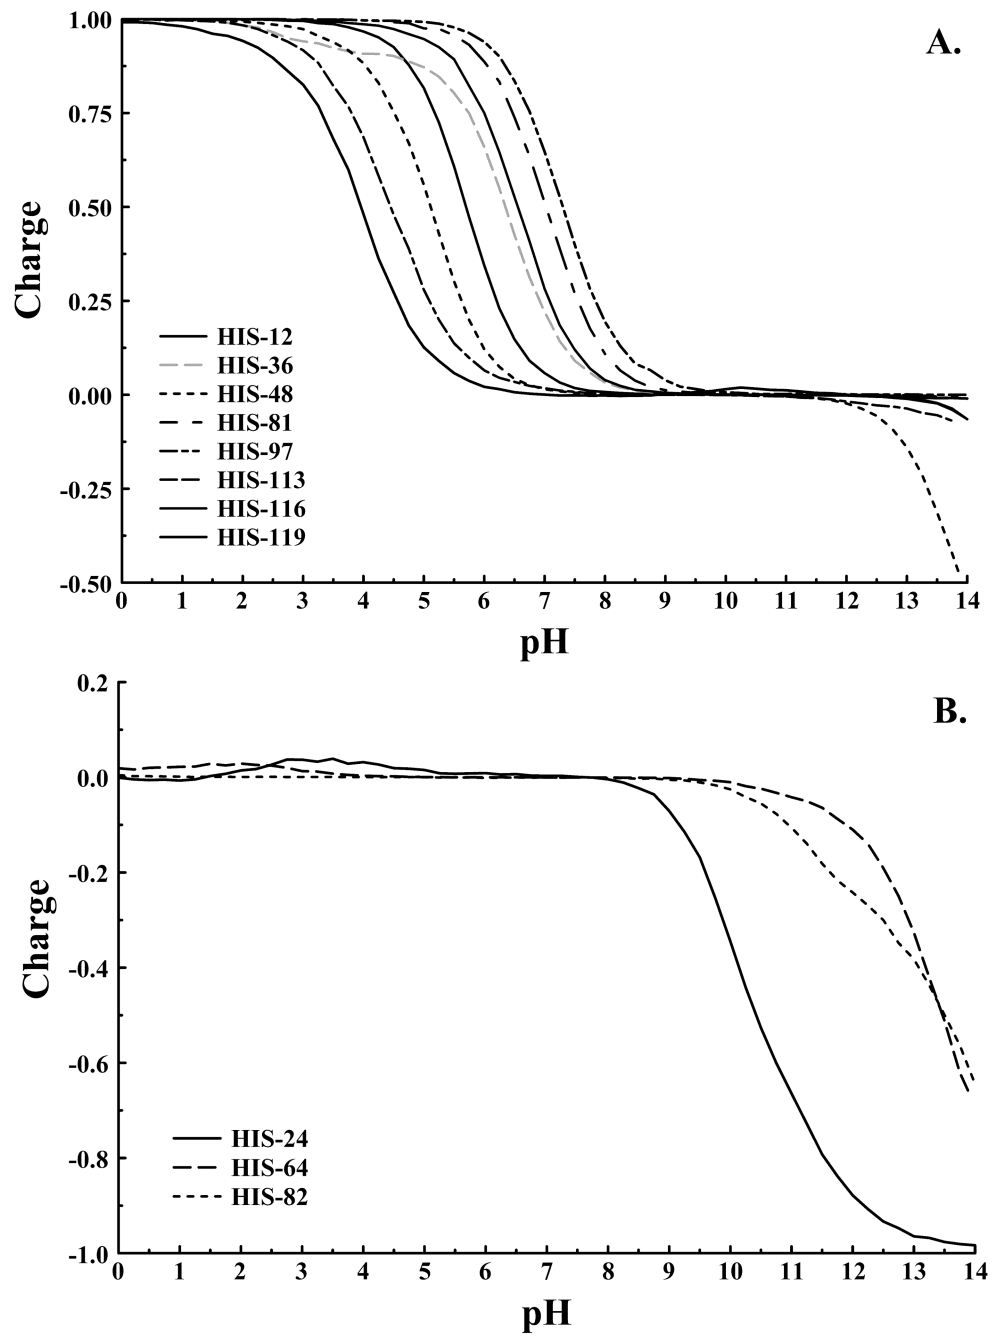 A.
1.00
0.75
0.50
0.25
0.00
-0.25
-0.50
Charge
HIS-12
HIS-36
HIS-48
HIS-81
HIS-97
HIS-113
HIS-116
HIS-119
0 1 2 3 4 5 6 7 8 9 10 11 12 13 14
pH
B.
0.2
0.0
-0.2
-0.4
-0.6
-0.8
-1.0
Charge
HIS-24
HIS-64
HIS-82
0 1 2 3 4 5 6 7 8 9 10 11 12 13 14
pH